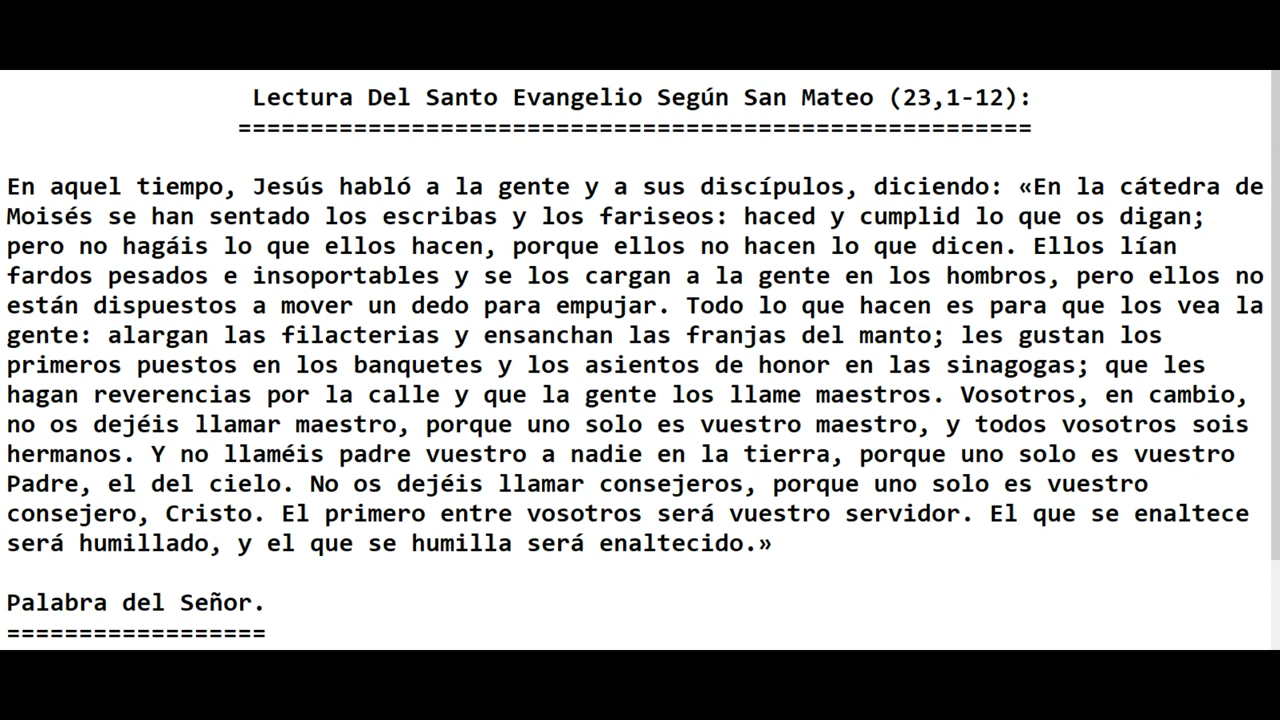 Lectura Del Santo Evangelio Según San Mateo (23,1-12):
=======================================================
En aquel tiempo, Jesús habló a la gente y a sus discípulos, diciendo: «En la cátedra de
Moisés se han sentado los escribas y los fariseos: haced y cumplid lo que os digan;
pero no hagáis lo que ellos hacen, porque ellos no hacen lo que dicen. Ellos lían
fardos pesados e insoportables y se los cargan a la gente en los hombros, pero ellos no
están dispuestos a mover un dedo para empujar. Todo lo que hacen es para que los vea la
gente: alargan las filacterias y ensanchan las franjas del manto; les gustan los
primeros puestos en los banquetes y los asientos de honor en las sinagogas; que les
hagan reverencias por la calle y que la gente los llame maestros. Vosotros, en cambio,
no os dejéis llamar maestro, porque uno solo es vuestro maestro, y todos vosotros sois
hermanos. Y no llaméis padre vuestro a nadie en la tierra, porque uno solo es vuestro
Padre, el del cielo. No os dejéis llamar consejeros, porque uno solo es vuestro
consejero, Cristo. El primero entre vosotros será vuestro servidor. El que se enaltece
será humillado, y el que se humilla será enaltecido.»
Palabra del Señor.
==================